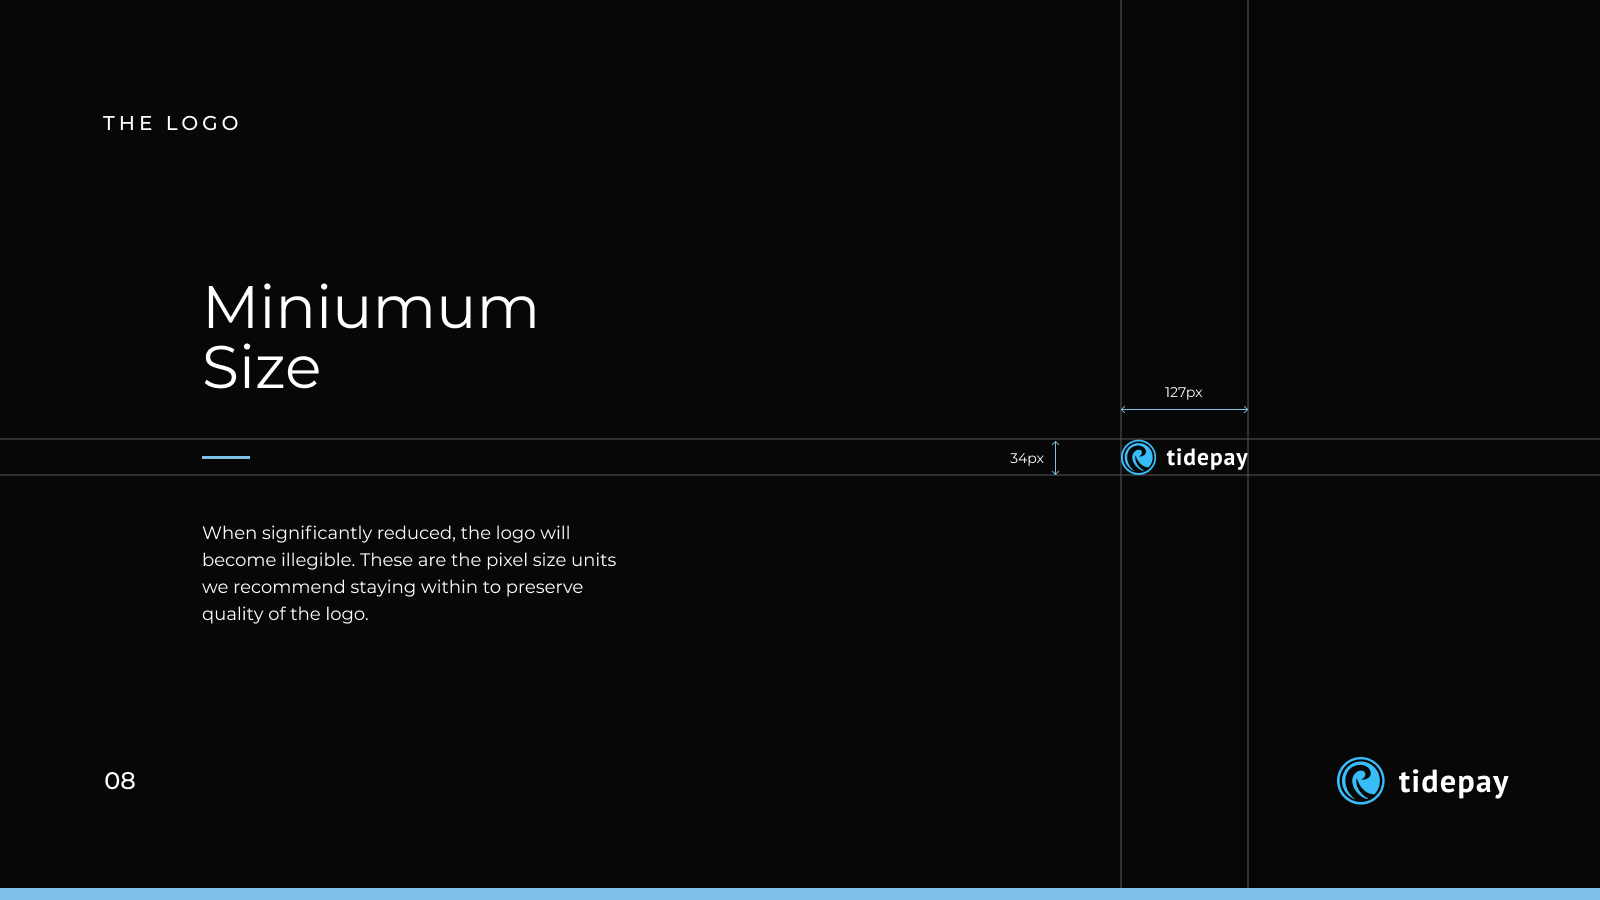 THE LOGO
Miniumum
Size
127px
34px
tidepay
When significantly reduced, the logo will
become illegible. These are the pixel size units
we recommend staying within to preserve
quality of the logo.
08
tidepay